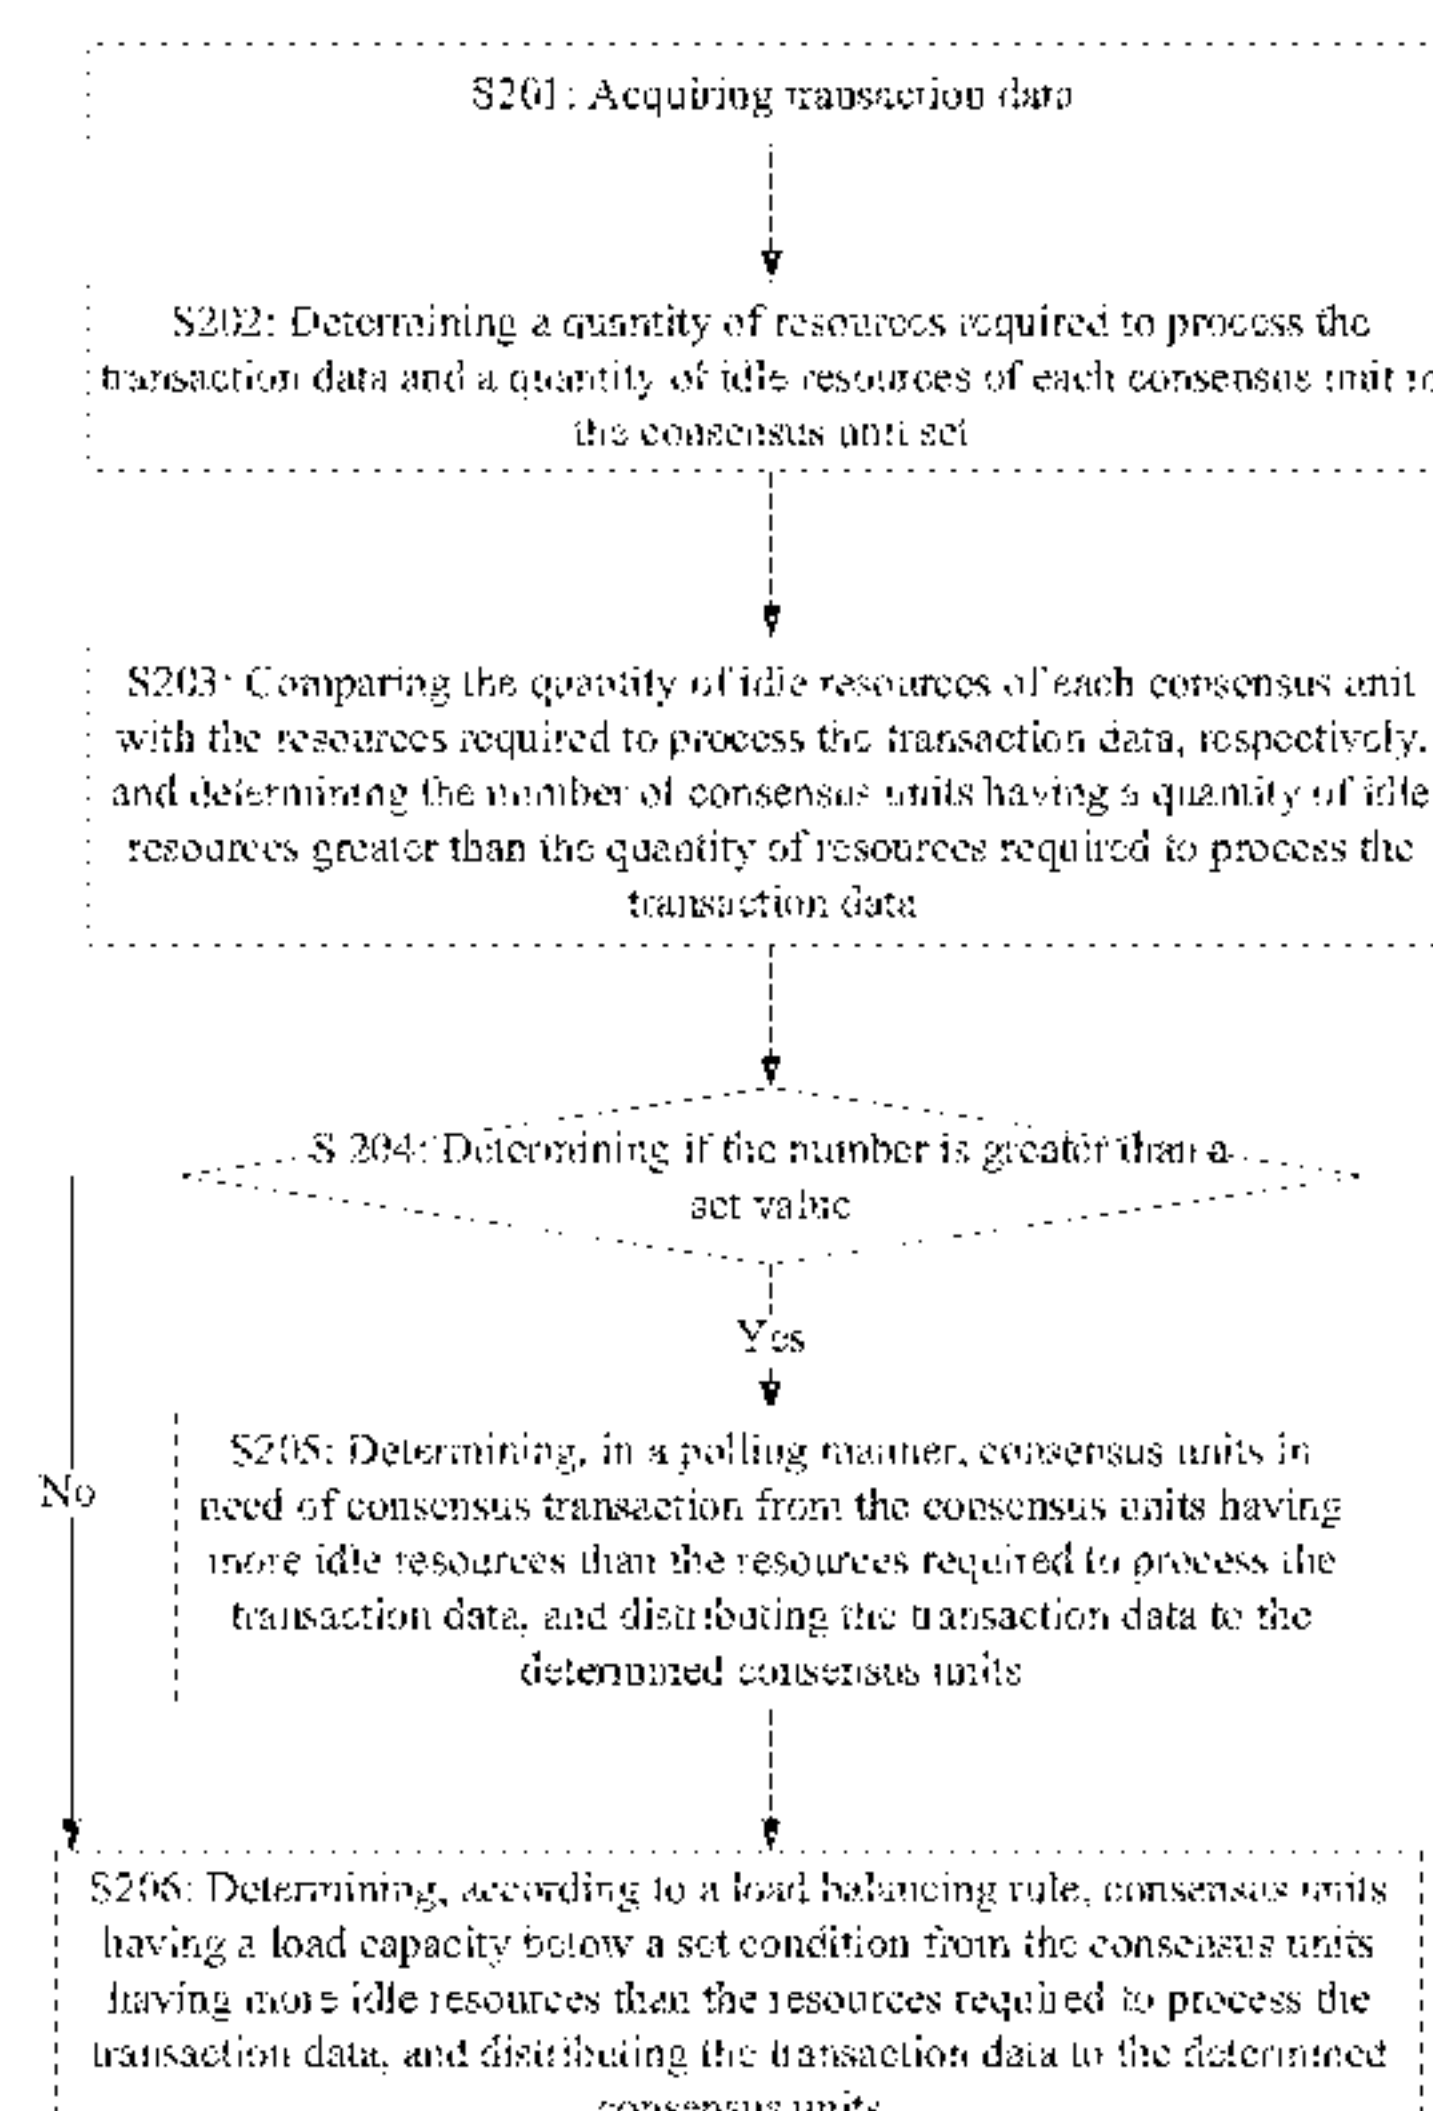 S201: Acquiring transaction data
S202: Determining a quantity of resources required to process the
transaction data and a quantity of idle resources of each consensus unit in
the consensus unit set
S203: Comparing the quantity of idle resources of each consensus unit
with the resources required to process the transaction data, respectively,
and determining the number of consensus units having a quantity of idle
resources greater than the quantity of resources required to process the
transaction data
S 204: Determining if the number is greater than a
set value
Yes
No
S205: Determining, in a polling manner, consensus units in
need of consensus transaction from the consensus units having
more idle resources than the resources required to process the
transaction data, and distributing the transaction data to the
determined consensus units
S206: Determining, according to a load balancing rule, consensus units
having a load capacity below a set condition from the consensus units
having more idle resources than the resources required to process the
transaction data, and distributing the transaction data to the determined
consensus units